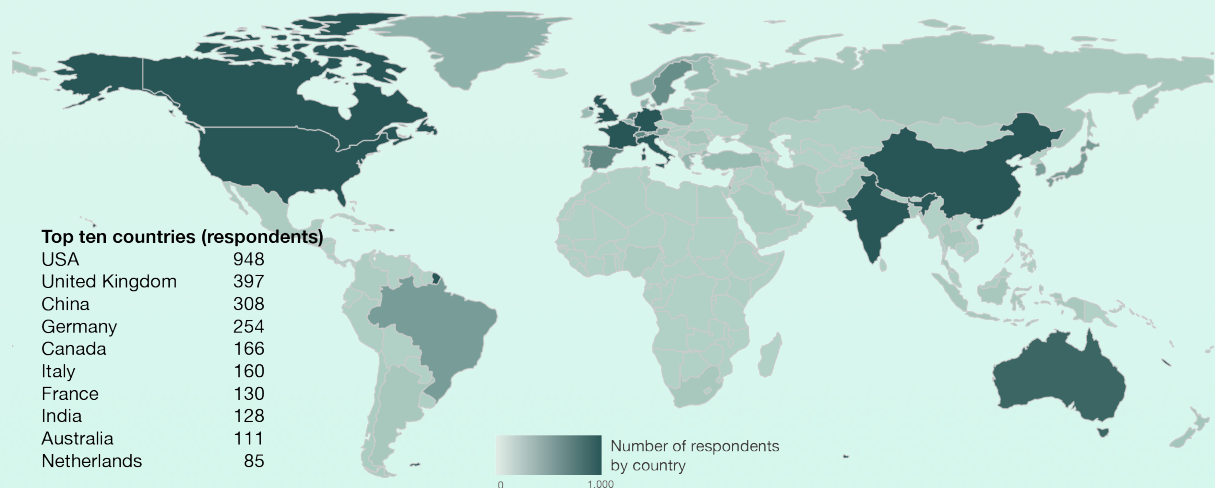 Top ten countries (respondents)
USA 948
United Kingdom 397
China 308
Germany 254
Canada 166
Italy 160
France 130
India 128
Australia 111
Netherlands 85
Number of respondents
by country
0 1,000